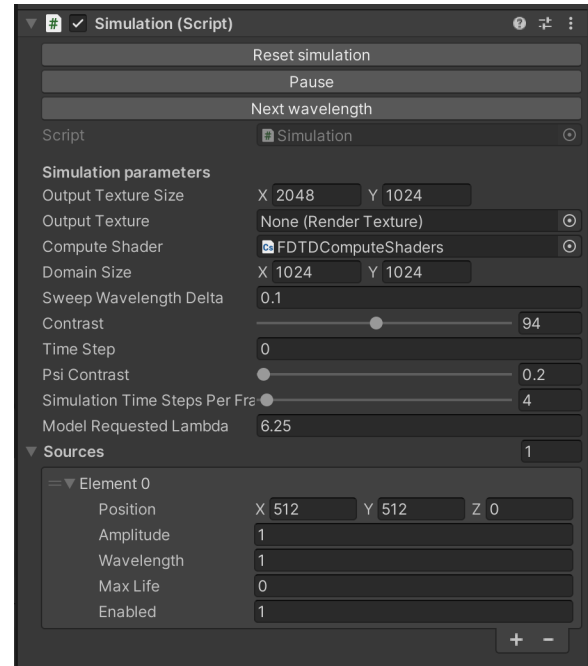 Simulation (Script)
Reset simulation
Pause
Next wavelength
Script Simulation
Simulation parameters
Output Texture Size X 2048 Y 1024
Output Texture None (Render Texture)
Compute Shader FDTDComputeShaders
Domain Size X 1024 Y 1024
Sweep Wavelength Delta 0.1
Contrast 94
Time Step 0
Psi Contrast 0.2
Simulation Time Steps Per Fra 4
Model Requested Lambda 6.25
Sources 1
Element 0
Position X 512 Y 512 Z 0
Amplitude 1
Wavelength 1
Max Life 0
Enabled 1
+ -